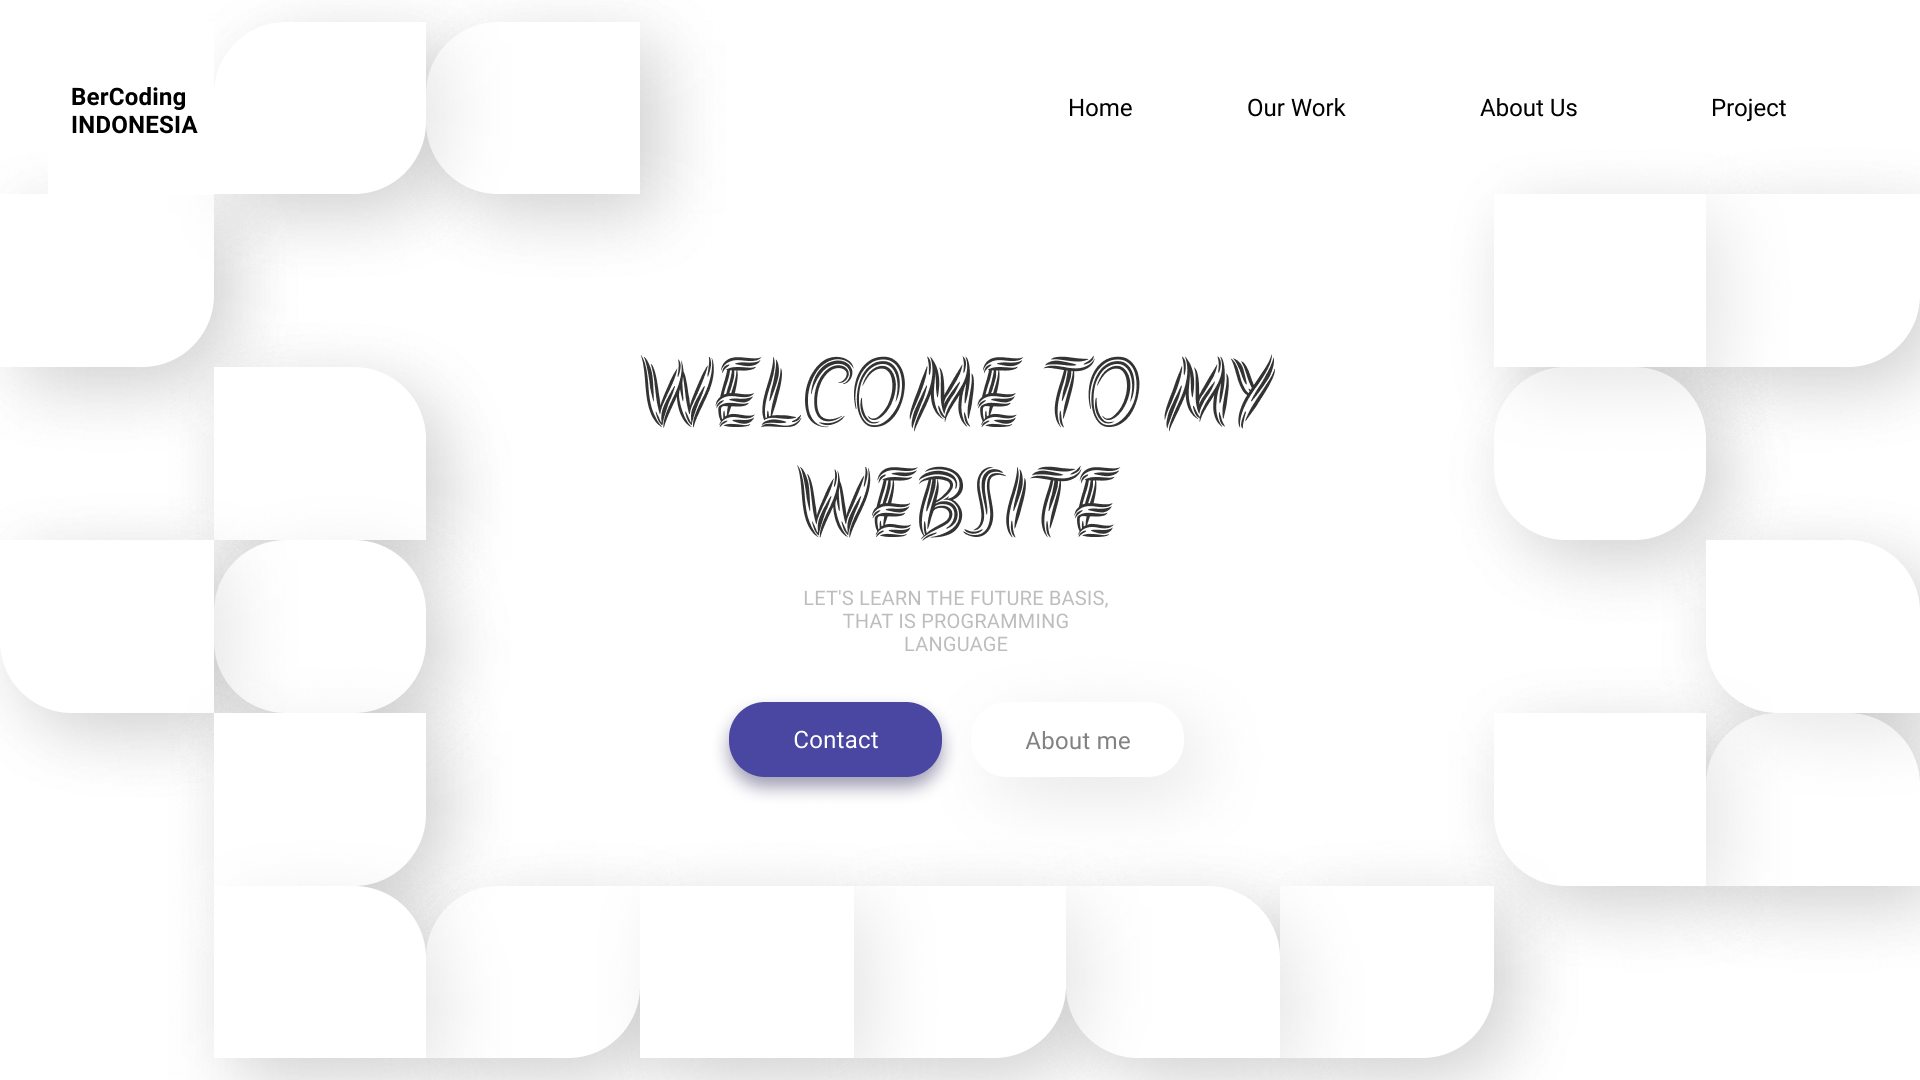 BerCoding
INDONESIA
Home
Our Work
About Us
Project
WELCOME TO MY
WEBSITE
LET'S LEARN THE FUTURE BASIS,
THAT IS PROGRAMMING
LANGUAGE
Contact
About me